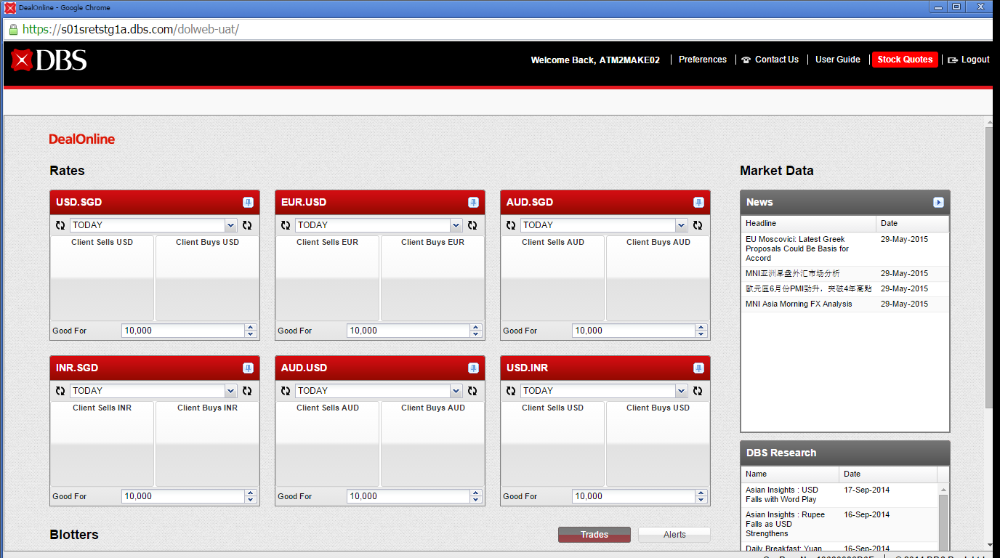 DealOnline - Google Chrome
https://s01sretstg1a.dbs.com/dolweb-uat/
DBS
Welcome Back, ATM2MAKE02
Preferences
Contact Us
User Guide
Stock Quotes
Logout
DealOnline
Rates
USD.SGD
TODAY
Client Sells USD
Client Buys USD
Good For
10,000
EUR.USD
TODAY
Client Sells EUR
Client Buys EUR
Good For
10,000
AUD.SGD
TODAY
Client Sells AUD
Client Buys AUD
Good For
10,000
INR.SGD
TODAY
Client Sells INR
Client Buys INR
Good For
10,000
AUD.USD
TODAY
Client Sells AUD
Client Buys AUD
Good For
10,000
USD.INR
TODAY
Client Sells USD
Client Buys USD
Good For
10,000
Blotters
Trades
Alerts
Market Data
News
Headline Date
EU Moscovici: Latest Greek 29-May-2015
Proposals Could Be Basis for
Accord
MNI亚洲早盘外汇市场分析 29-May-2015
歐元區6月份PMI勁升，突破4年高點 29-May-2015
MNI Asia Morning FX Analysis 29-May-2015
DBS Research
Name Date
Asian Insights : USD 17-Sep-2014
Falls with Word Play
Asian Insights : Rupee 16-Sep-2014
Falls as USD
Strengthens
Daily Breakfast: Yuan 16-Sep-2014